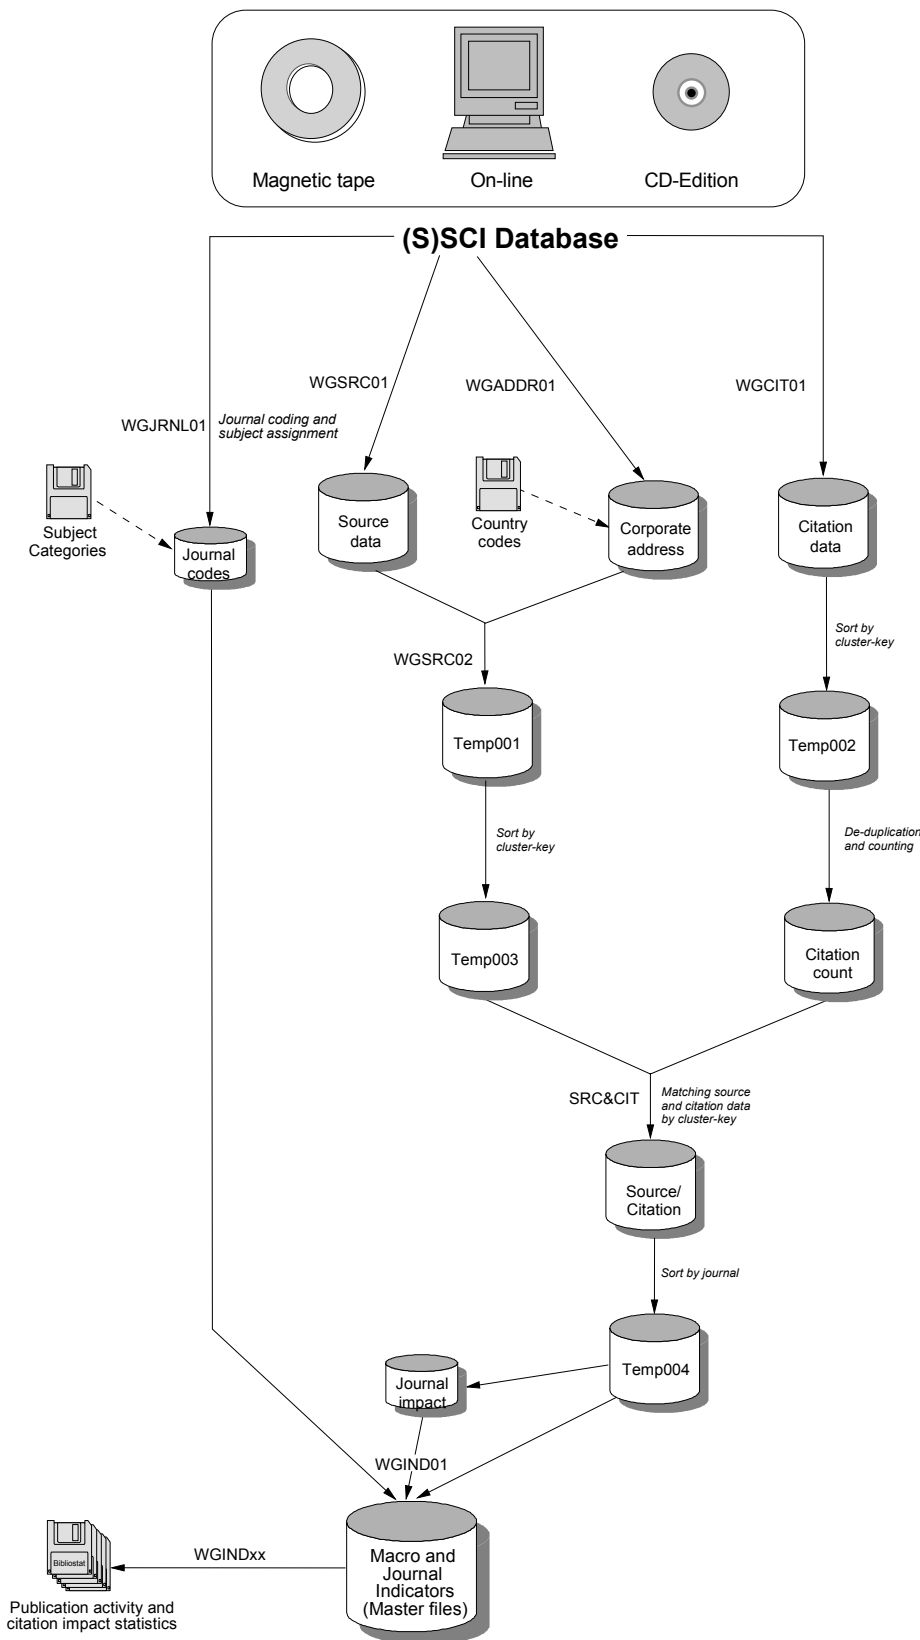 Magnetic tape
On-line
CD-Edition
(S)SCI Database
WGSRC01
WGADDR01
WGCIT01
WGJRNL01
Journal coding and
subject assignment
Subject
Categories
Journal
codes
Source
data
Country
codes
Corporate
address
Citation
data
Sort by
cluster-key
WGSRC02
Temp001
Temp002
Sort by
cluster-key
De-duplication
and counting
Temp003
Citation
count
SRC&CIT
Matching source
and citation data
by cluster-key
Source/
Citation
Sort by journal
Temp004
Journal
impact
WGIND01
Macro and
Journal
Indicators
(Master files)
WGINDxx
Bibliostat
Publication activity and
citation impact statistics